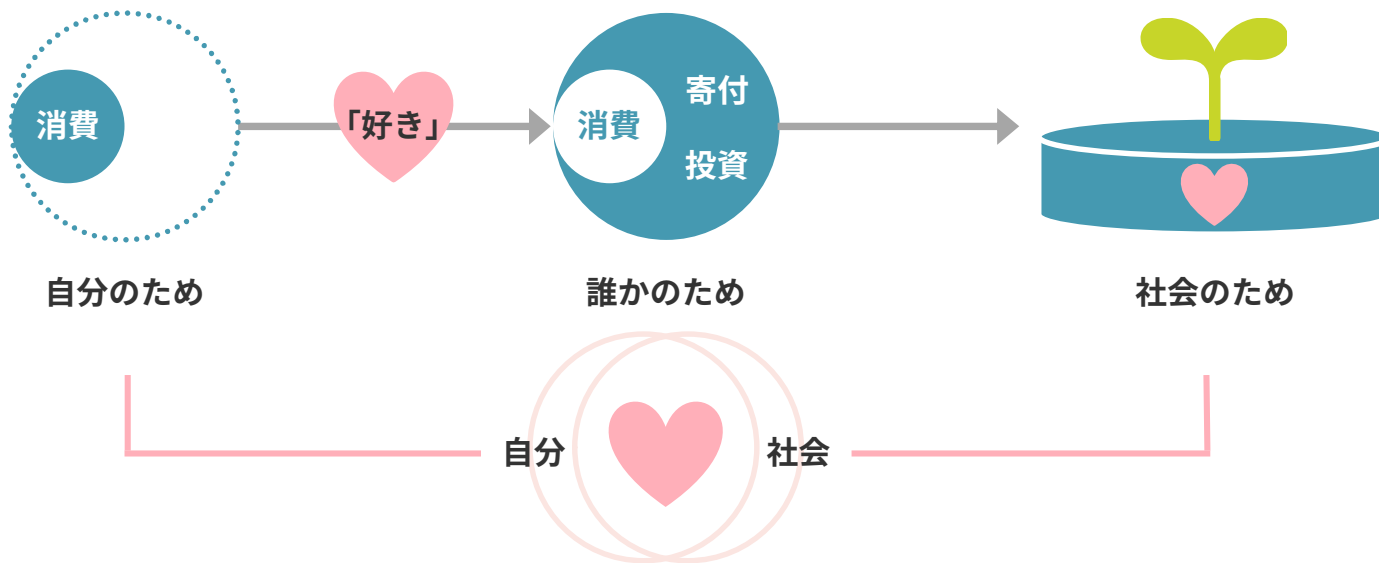 消費
「好き」
消費
寄付
投資
自分のため
誰かのため
社会のため
自分
社会